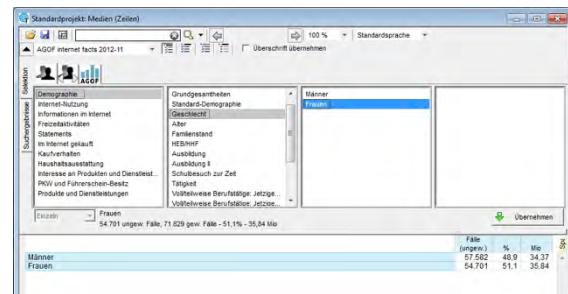 Standardprojekt: Medien (Zeilen)
100 %
Standardsprache
AGOF internet facts 2012-11
Überschrift übernehmen
Selektion
Suchergebnisse
AGOF
Demographie
Internet-Nutzung
Informationen im Internet
Freizeitaktivitäten
Statements
Im Internet gekauft
Kaufverhalten
Haushaltsausstattung
Interesse an Produkten und Dienstleist...
PKW und Führerschein-Besitz
Produkte und Dienstleistungen
Grundgesamtheiten
Standard-Demographie
Geschlecht
Alter
Familienstand
HEB/HHF
Ausbildung
Ausbildung II
Schulbesuch zur Zeit
Tätigkeit
Vollteilweise Berufstätige: Jetzige...
Vollteilweise Berufstätige: Jetzige...
Männer
Frauen
Einzeln
Frauen
54.701 ungew. Fälle, 71.829 gew. Fälle - 51,1% - 35,84 Mio
Übernehmen
Fälle
(ungew.) % Mio
Männer 57.582 48,9 34,37
Frauen 54.701 51,1 35,84